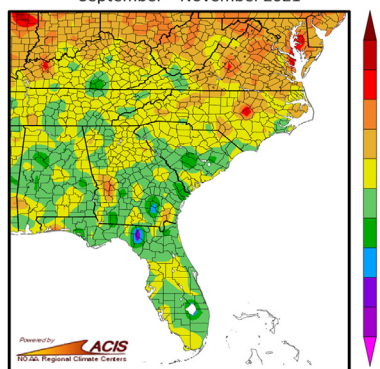 September - November 2021
Powered by
ACIS
NOAA Regional Climate Centers